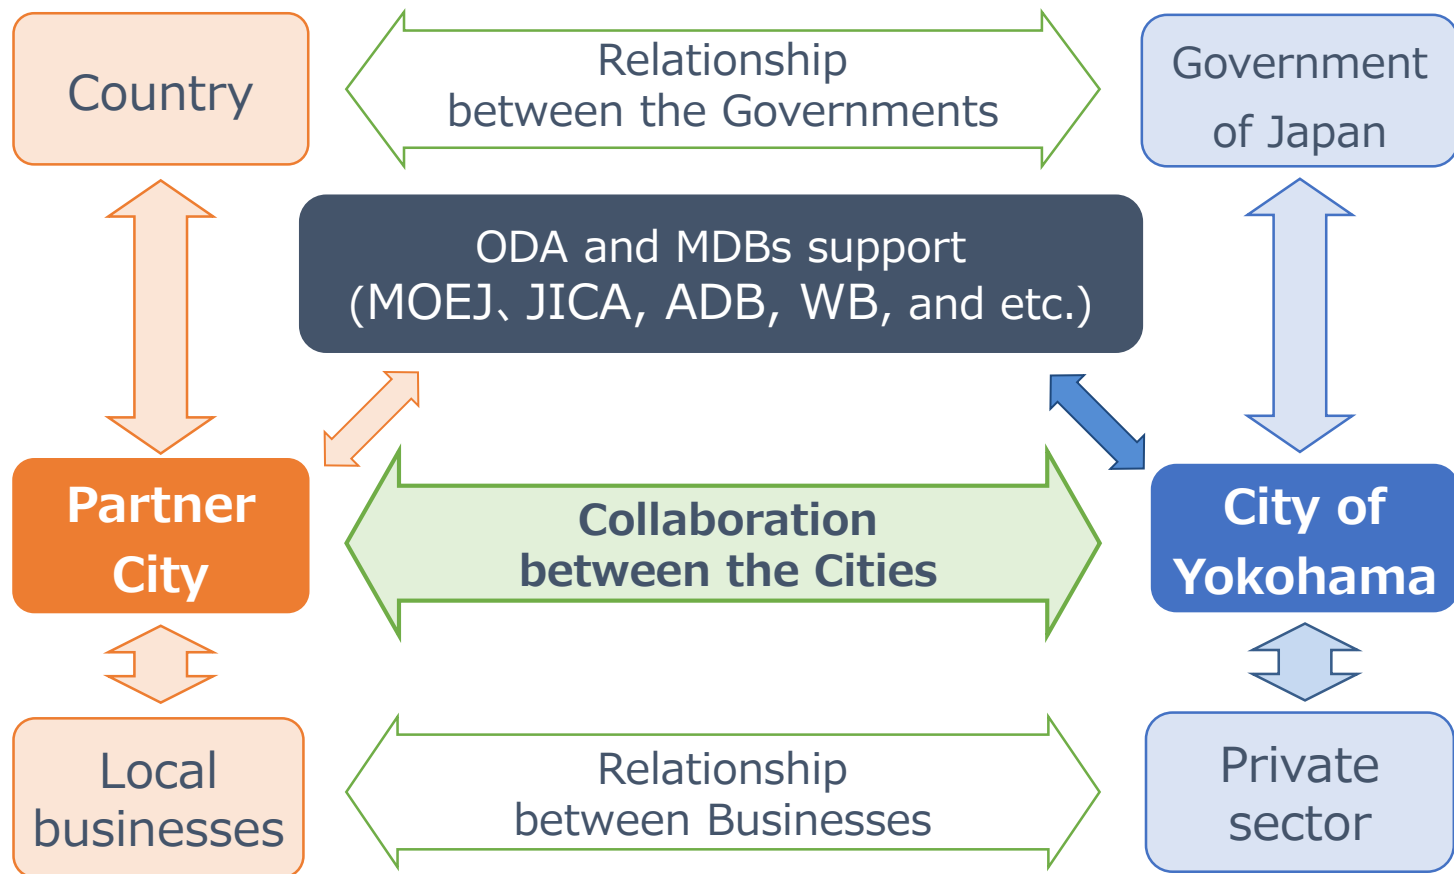 Country
Relationship
between the Governments
Government
of Japan
ODA and MDBs support
(MOEJ、JICA, ADB, WB, and etc.)
Partner
City
Collaboration
between the Cities
City of
Yokohama
Local
businesses
Relationship
between Businesses
Private
sector